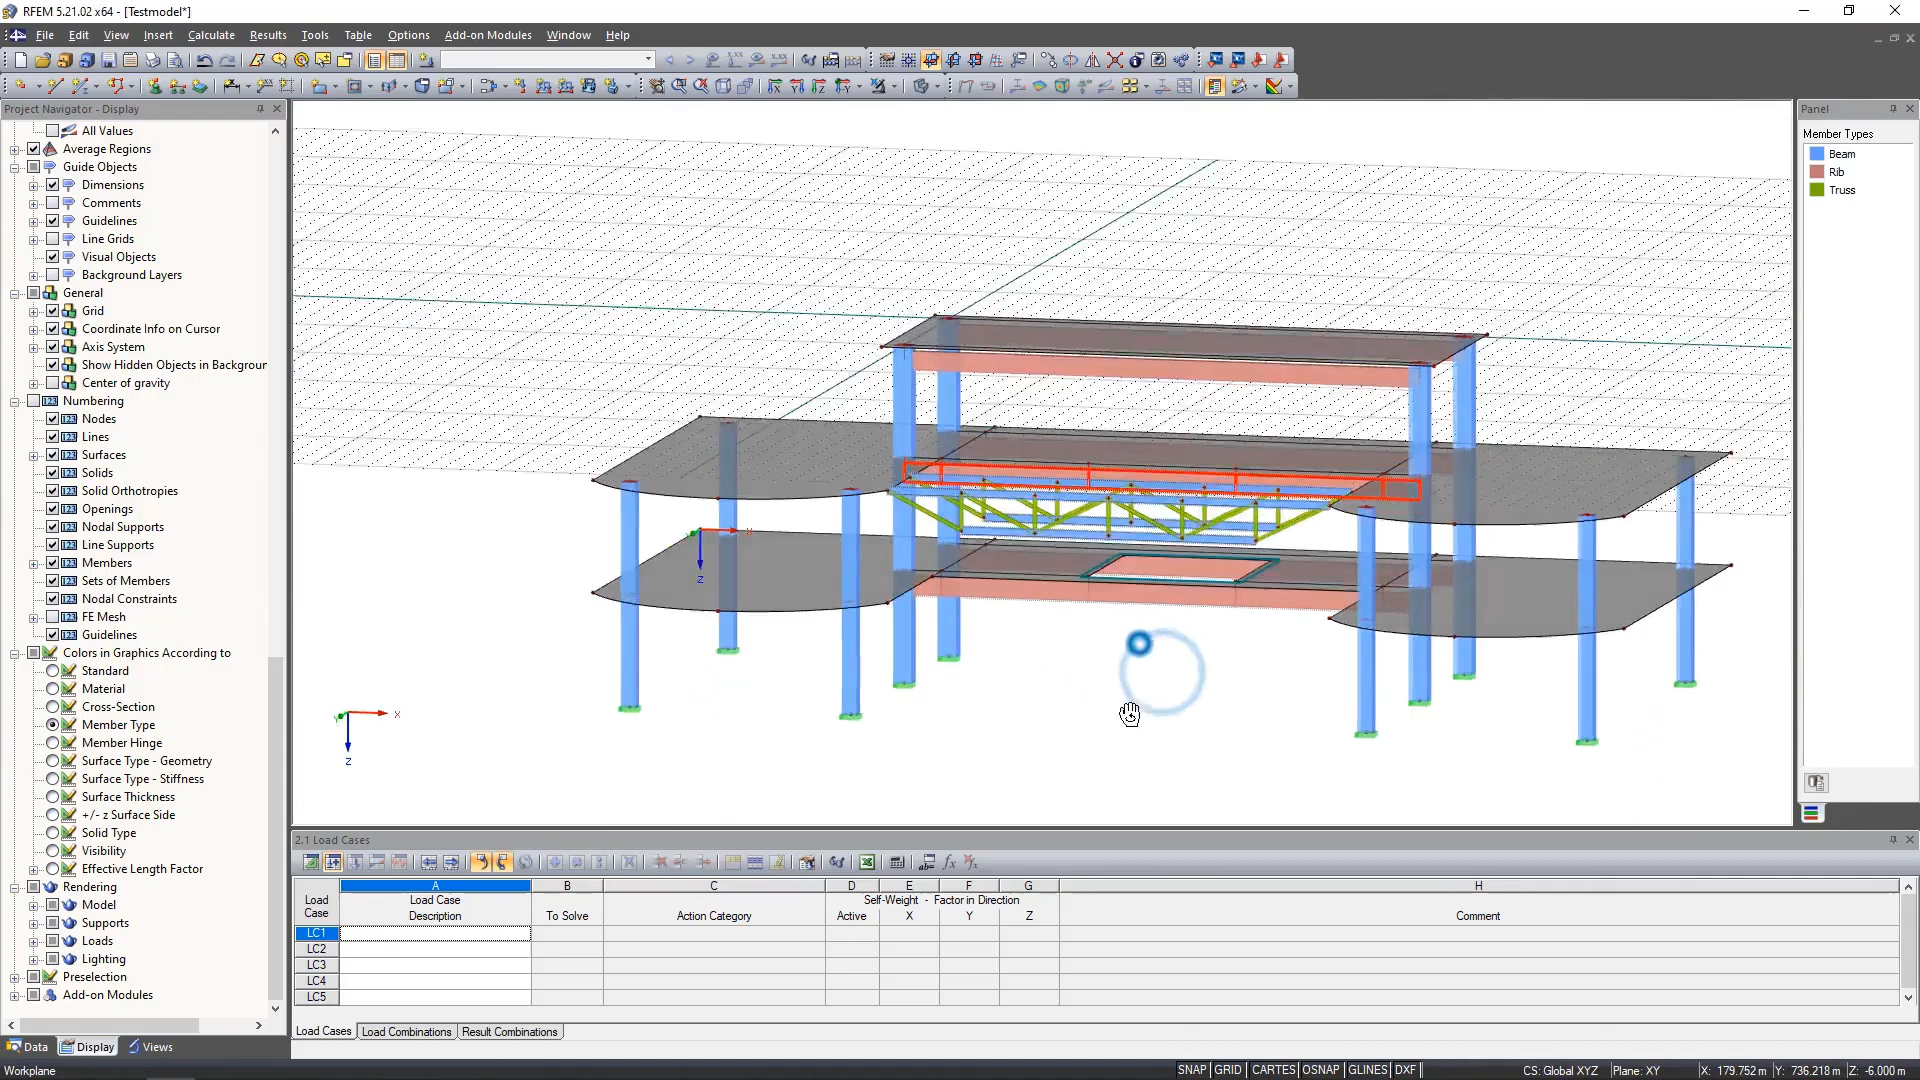 RFEM 5.21.02 x64 - [Testmodel*]
File Edit View Insert Calculate Results Tools Table Options Add-on Modules Window Help
Project Navigator - Display
All Values
Average Regions
Guide Objects
Dimensions
Comments
Guidelines
Line Grids
Visual Objects
Background Layers
General
Grid
Coordinate Info on Cursor
Axis System
Show Hidden Objects in Backgroun
Center of gravity
Numbering
Nodes
Lines
Surfaces
Solids
Solid Orthotropies
Openings
Nodal Supports
Line Supports
Members
Sets of Members
Nodal Constraints
FE Mesh
Guidelines
Colors in Graphics According to
Standard
Material
Cross-Section
Member Type
Member Hinge
Surface Type - Geometry
Surface Type - Stiffness
Surface Thickness
+/- z Surface Side
Solid Type
Visibility
Effective Length Factor
Rendering
Model
Supports
Loads
Lighting
Preselection
Add-on Modules
Data Display Views
X
Z
X
Z
Panel
Member Types
Beam
Rib
Truss
2.1 Load Cases
A B C D E F G H
Load Case
Load Case Description
To Solve
Action Category
Self-Weight - Factor in Direction
Active X Y Z
Comment
LC1
LC2
LC3
LC4
LC5
Load Cases Load Combinations Result Combinations
Workplane
SNAP GRID CARTES OSNAP GLINES DXF
CS: Global XYZ Plane: XY X: 179.752 m Y: 736.218 m Z: -6.000 m